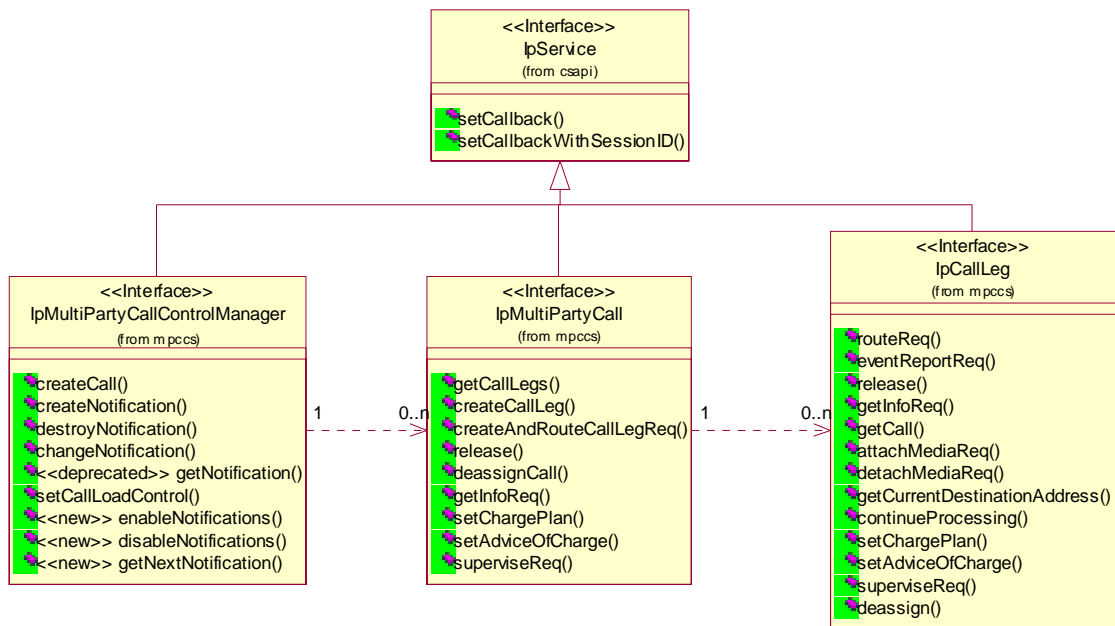 <<Interface>>
IpService
(from csapi)
setCallback()
setCallbackWithSessionID()
<<Interface>>
IpMultiPartyCallControlManager
(from mpccs)
createCall()
createNotification()
destroyNotification()
changeNotification()
<<deprecated>> getNotification()
setCallLoadControl()
<<new>> enableNotifications()
<<new>> disableNotifications()
<<new>> getNextNotification()
1
0..n
<<Interface>>
IpMultiPartyCall
(from mpccs)
getCallLegs()
createCallLeg()
createAndRouteCallLegReq()
release()
deassignCall()
getInfoReq()
setChargePlan()
setAdviceOfCharge()
superviseReq()
1
0..n
<<Interface>>
IpCallLeg
(from mpccs)
routeReq()
eventReportReq()
release()
getInfoReq()
getCall()
attachMediaReq()
detachMediaReq()
getCurrentDestinationAddress()
continueProcessing()
setChargePlan()
setAdviceOfCharge()
superviseReq()
deassign()